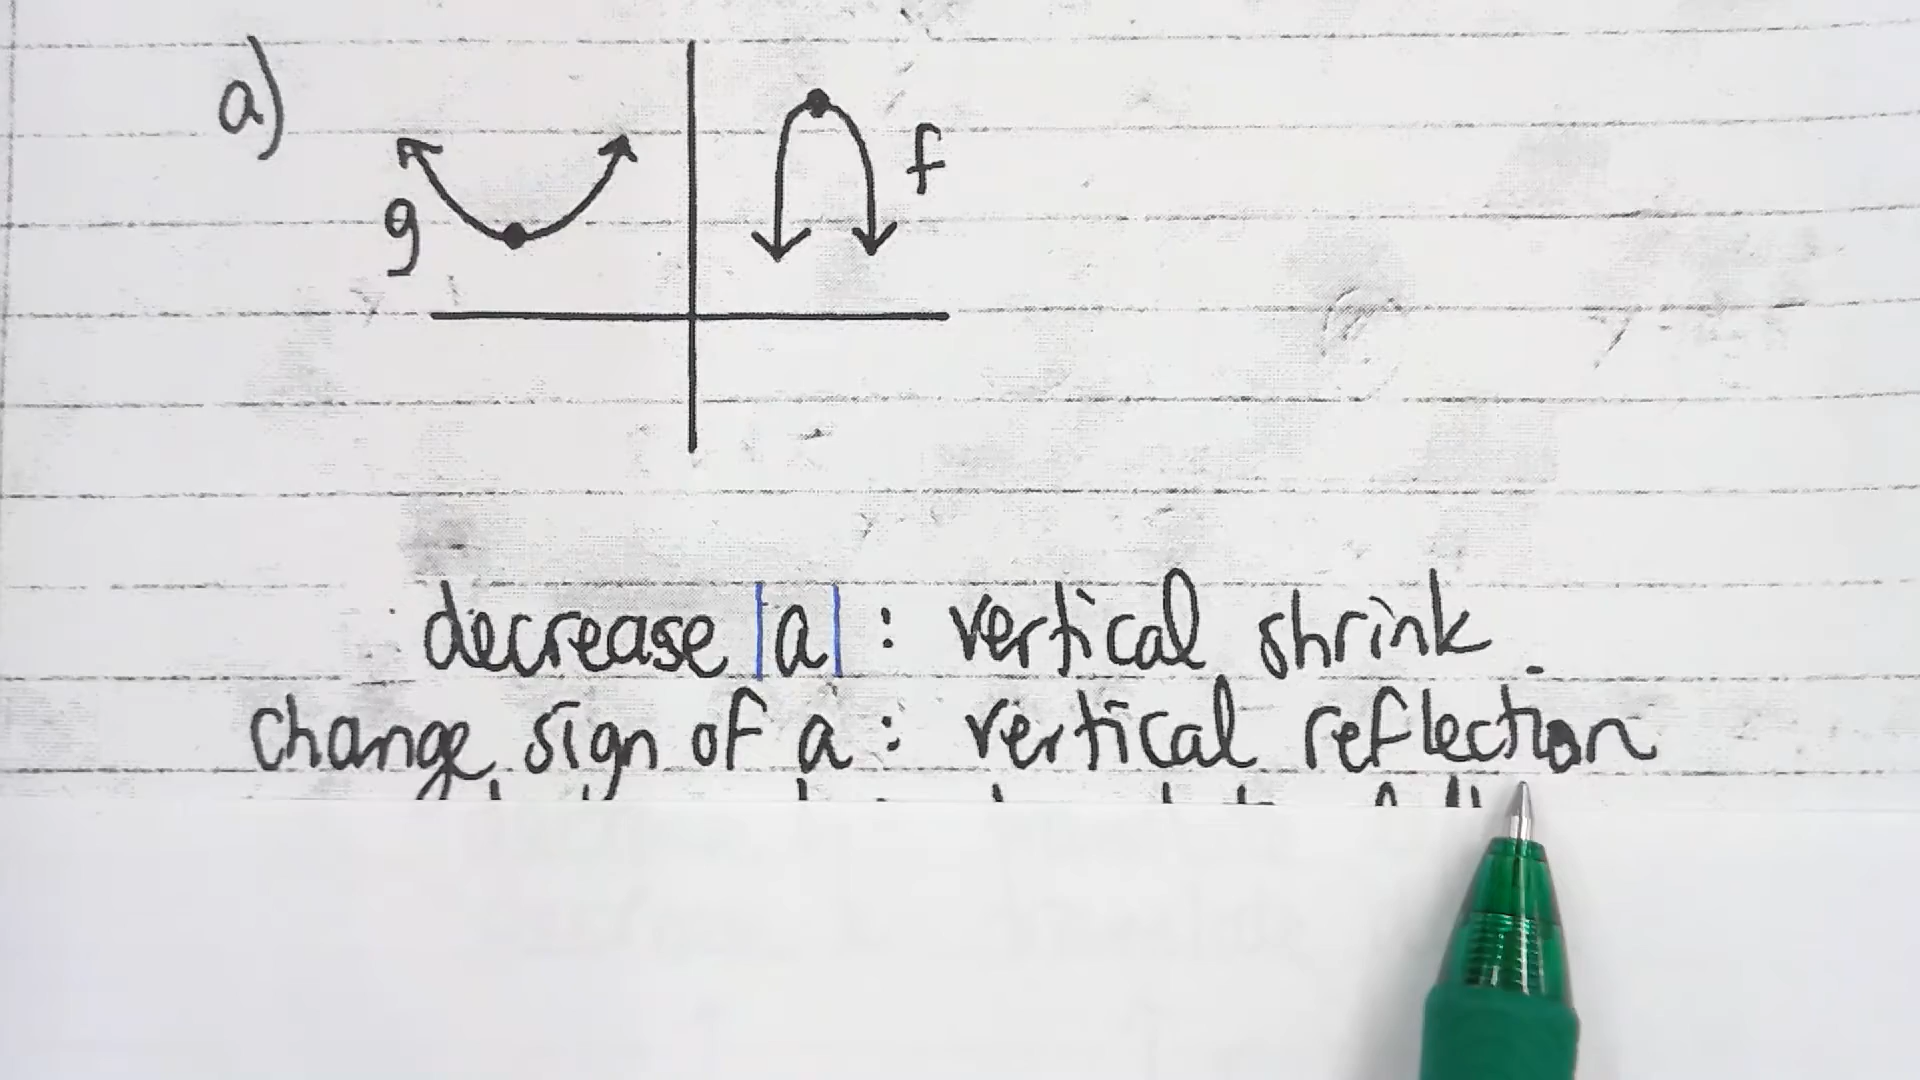 a)
g
f
decrease |a| : vertical shrink
change sign of a : vertical reflection